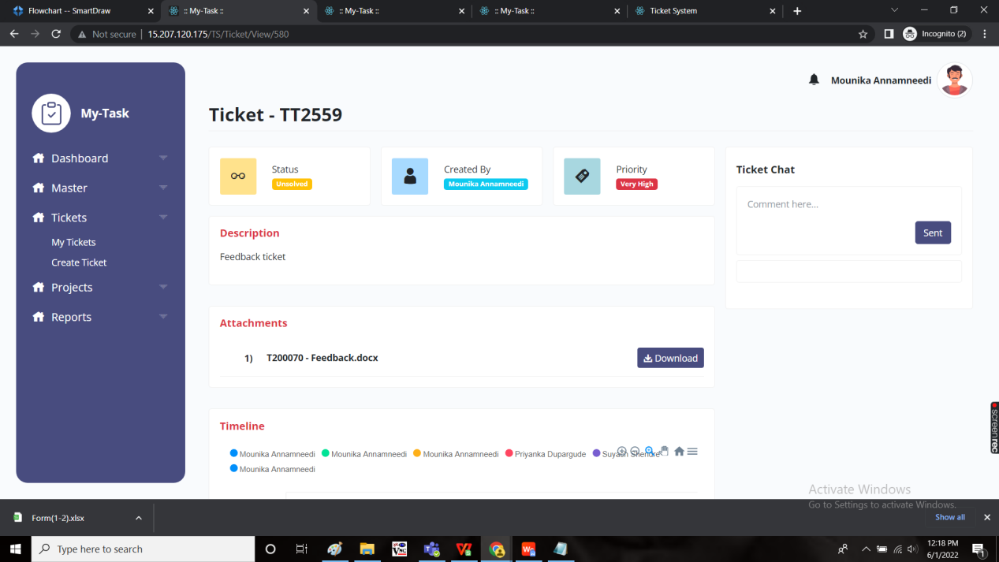 Flowchart -- SmartDraw
:: My-Task ::
:: My-Task ::
:: My-Task ::
Ticket System
Not secure
15.207.120.175/TS/Ticket/View/580
Incognito (2)
My-Task
Dashboard
Master
Tickets
My Tickets
Create Ticket
Projects
Reports
Mounika Annamneedi
Ticket - TT2559
Status
Unsolved
Created By
Mounika Annamneedi
Priority
Very High
Ticket Chat
Comment here...
Sent
Description
Feedback ticket
Attachments
1) T200070 - Feedback.docx
Download
Timeline
Mounika Annamneedi Mounika Annamneedi Mounika Annamneedi Priyanka Dupargude Suyash Shendre
Mounika Annamneedi
screenrec
Activate Windows
Go to Settings to activate Windows.
Form(1-2).xlsx
Show all
Type here to search
12:18 PM
6/1/2022
1